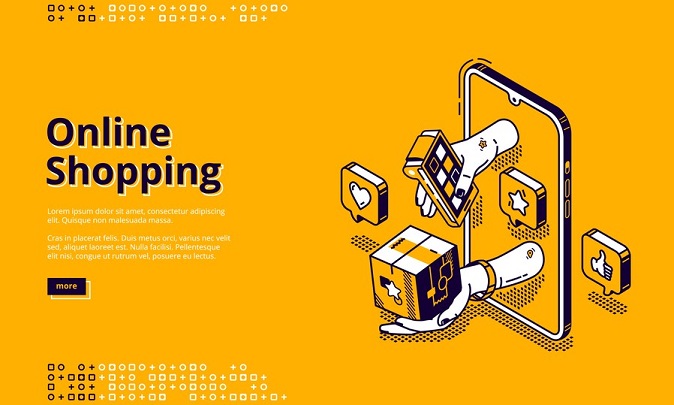 Online
Shopping
Lorem ipsum dolor sit amet, consectetur adipiscing
elit. Quisque non malesuada massa.
Cras in placerat felis. Duis metus orci, varius nec velit
sed, aliquet laoreet est. Nulla facilisi. Pellentesque
elit nisi, congue ut rutrum vel, posuere eu lectus.
more